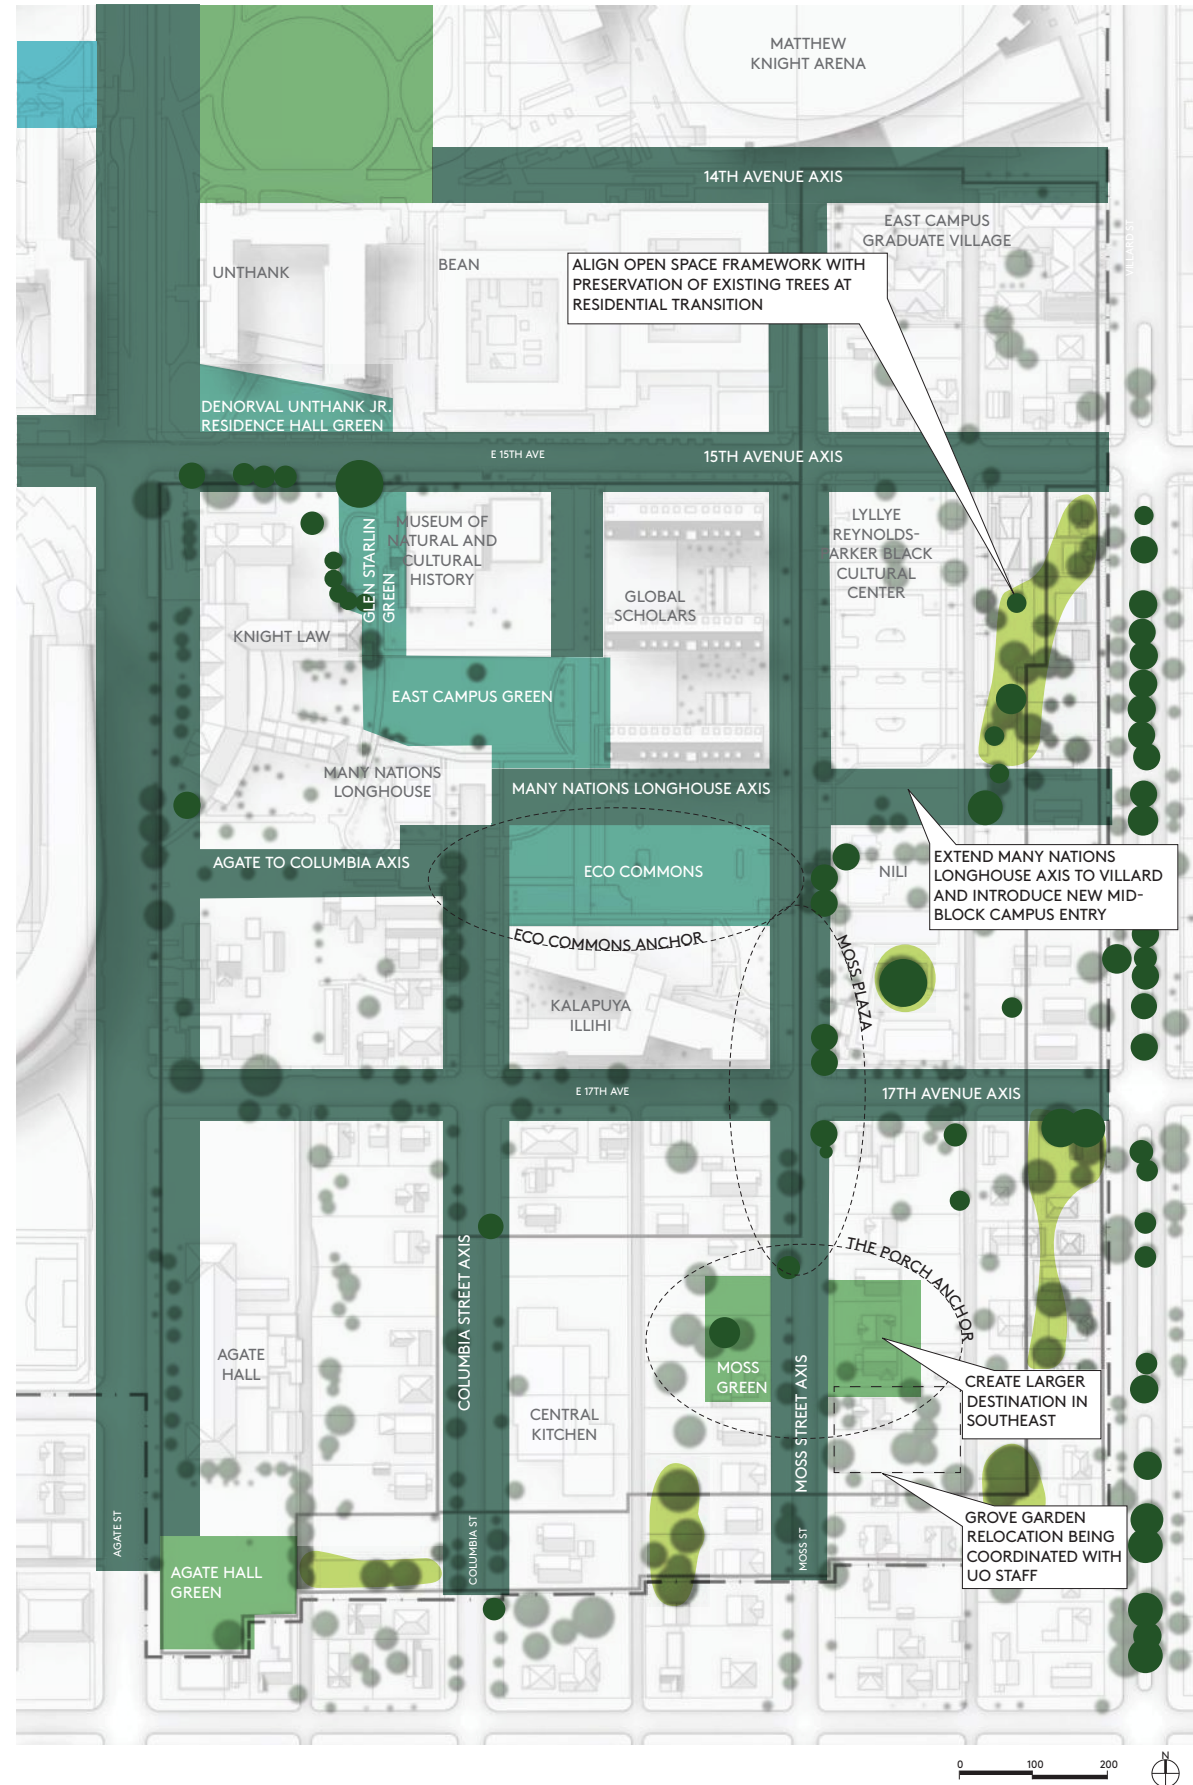 MATTHEW
KNIGHT ARENA
14TH AVENUE AXIS
EAST CAMPUS
GRADUATE VILLAGE
VILLARD ST
UNTHANK
BEAN
ALIGN OPEN SPACE FRAMEWORK WITH
PRESERVATION OF EXISTING TREES AT
RESIDENTIAL TRANSITION
DENORVAL UNTHANK JR.
RESIDENCE HALL GREEN
E 15TH AVE
15TH AVENUE AXIS
GLEN STARLIN
GREEN
MUSEUM OF
NATURAL AND
CULTURAL
HISTORY
LYLLYE
REYNOLDS-
PARKER BLACK
CULTURAL
CENTER
GLOBAL
SCHOLARS
KNIGHT LAW
EAST CAMPUS GREEN
MANY NATIONS
LONGHOUSE
MANY NATIONS LONGHOUSE AXIS
AGATE TO COLUMBIA AXIS
ECO COMMONS
NILI
EXTEND MANY NATIONS
LONGHOUSE AXIS TO VILLARD
AND INTRODUCE NEW MID-
BLOCK CAMPUS ENTRY
ECO COMMONS ANCHOR
MOSS PLAZA
KALAPUYA
ILLIHI
E 17TH AVE
17TH AVENUE AXIS
COLUMBIA STREET AXIS
THE PORCH ANCHOR
AGATE
HALL
MOSS
GREEN
MOSS STREET AXIS
CREATE LARGER
DESTINATION IN
SOUTHEAST
CENTRAL
KITCHEN
GROVE GARDEN
RELOCATION BEING
COORDINATED WITH
UO STAFF
AGATE ST
COLUMBIA ST
MOSS ST
AGATE HALL
GREEN
0 100 200
N